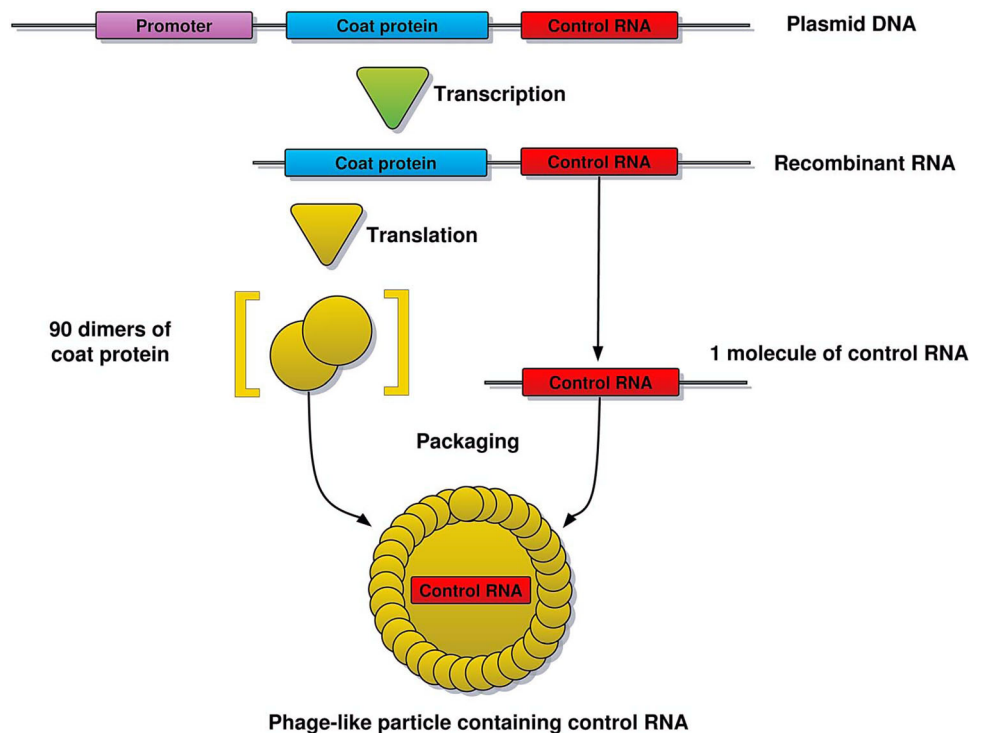 Promoter Coat protein Control RNA Plasmid DNA
Transcription
Coat protein Control RNA Recombinant RNA
Translation
90 dimers of
coat protein
1 molecule of control RNA
Control RNA
Packaging
Control RNA
Phage-like particle containing control RNA